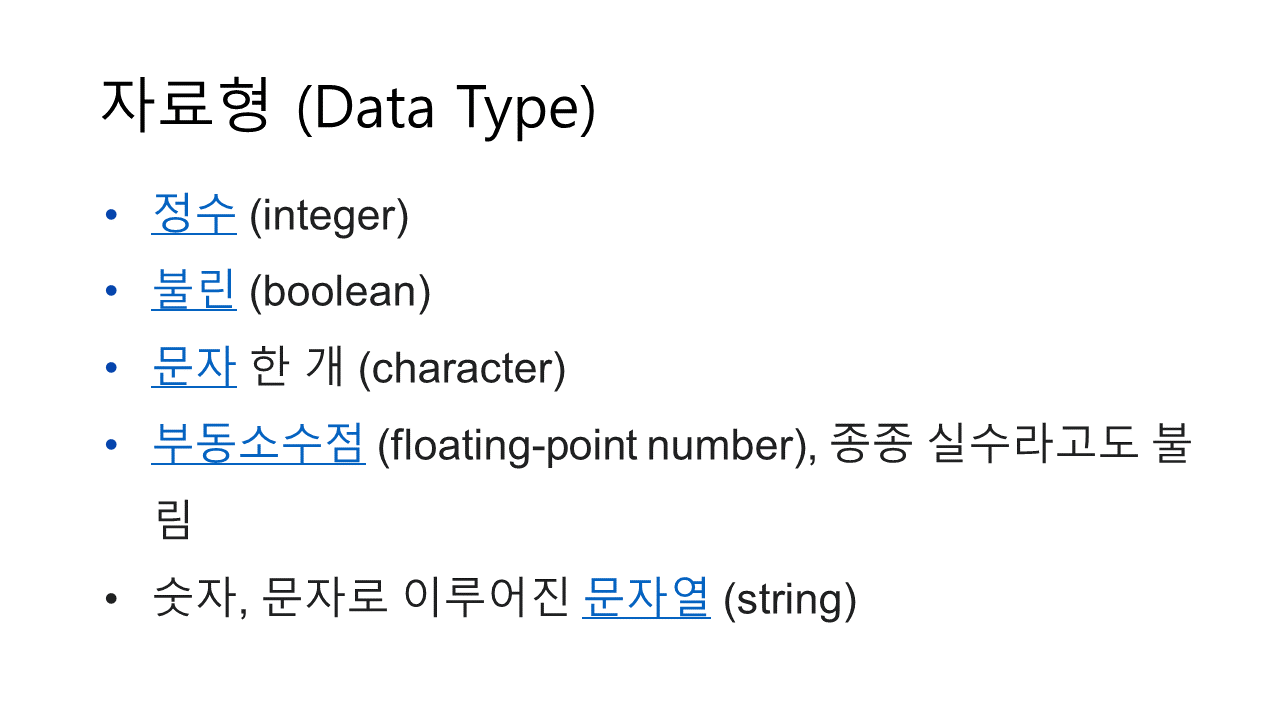 자료형 (Data Type)
• 정수 (integer)
• 불린 (boolean)
• 문자 한 개 (character)
• 부동소수점 (floating-point number), 종종 실수라고도 불
림
• 숫자, 문자로 이루어진 문자열 (string)